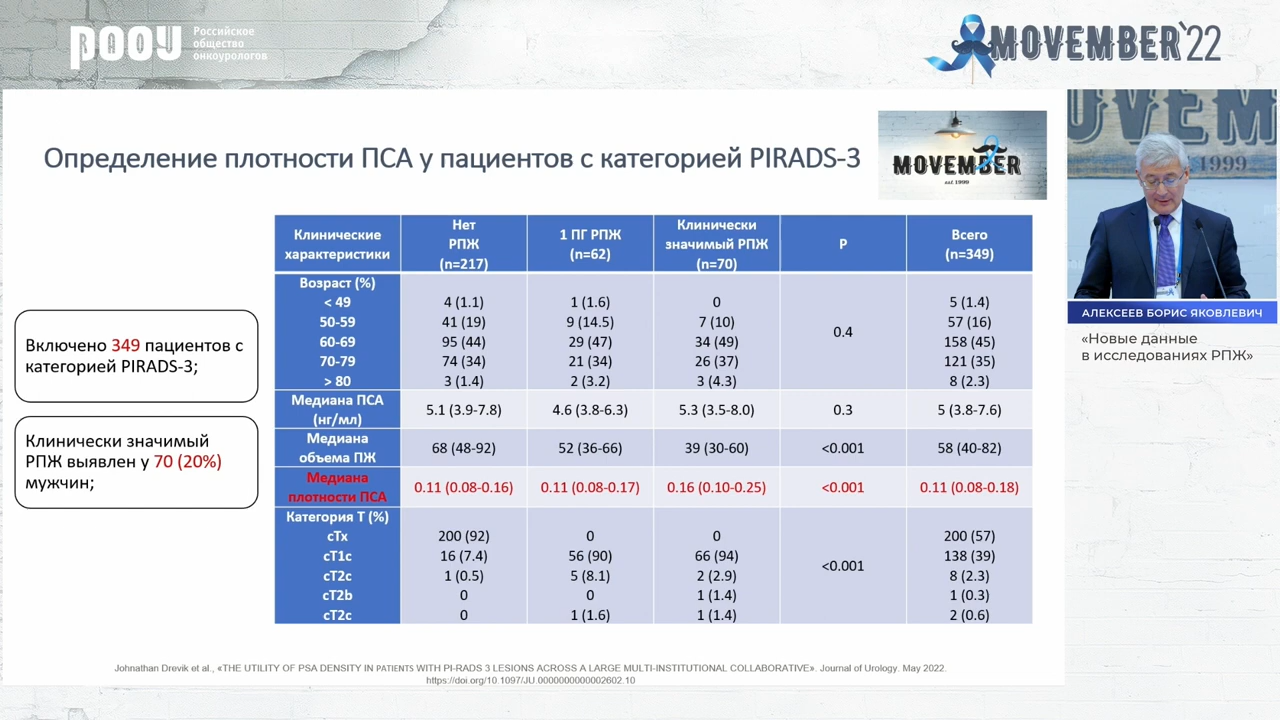 РООУ
Российское
общество
онкоурологов
MOVEMBER'22
Определение плотности ПСА у пациентов с категорией PIRADS-3
MOVEMBER
est. 1999
Включено 349 пациентов с
категорией PIRADS-3;
Клинически значимый
РПЖ выявлен у 70 (20%)
мужчин;
Клинические характеристики | Нет РПЖ (n=217) | 1 ПГ РПЖ (n=62) | Клинически значимый РПЖ (n=70) | P | Всего (n=349)
Возраст (%)
< 49 4 (1.1) 1 (1.6) 0 5 (1.4)
50-59 41 (19) 9 (14.5) 7 (10) 57 (16)
60-69 95 (44) 29 (47) 34 (49) 0.4 158 (45)
70-79 74 (34) 21 (34) 26 (37) 121 (35)
> 80 3 (1.4) 2 (3.2) 3 (4.3) 8 (2.3)
Медиана ПСА (нг/мл) 5.1 (3.9-7.8) 4.6 (3.8-6.3) 5.3 (3.5-8.0) 0.3 5 (3.8-7.6)
Медиана объема ПЖ 68 (48-92) 52 (36-66) 39 (30-60) <0.001 58 (40-82)
Медиана плотности ПСА 0.11 (0.08-0.16) 0.11 (0.08-0.17) 0.16 (0.10-0.25) <0.001 0.11 (0.08-0.18)
Категория Т (%)
сТх 200 (92) 0 0 200 (57)
сТ1с 16 (7.4) 56 (90) 66 (94) <0.001 138 (39)
сТ2с 1 (0.5) 5 (8.1) 2 (2.9) 8 (2.3)
сТ2b 0 0 1 (1.4) 1 (0.3)
сТ2с 0 1 (1.6) 1 (1.4) 2 (0.6)
Johnathan Drevik et al., «THE UTILITY OF PSA DENSITY IN PATIENTS WITH PI-RADS 3 LESIONS ACROSS A LARGE MULTI-INSTITUTIONAL COLLABORATIVE». Journal of Urology. May 2022.
https://doi.org/10.1097/JU.0000000000002602.10
MOVEM
1999
АЛЕКСЕЕВ БОРИС ЯКОВЛЕВИЧ
«Новые данные
в исследованиях РПЖ»